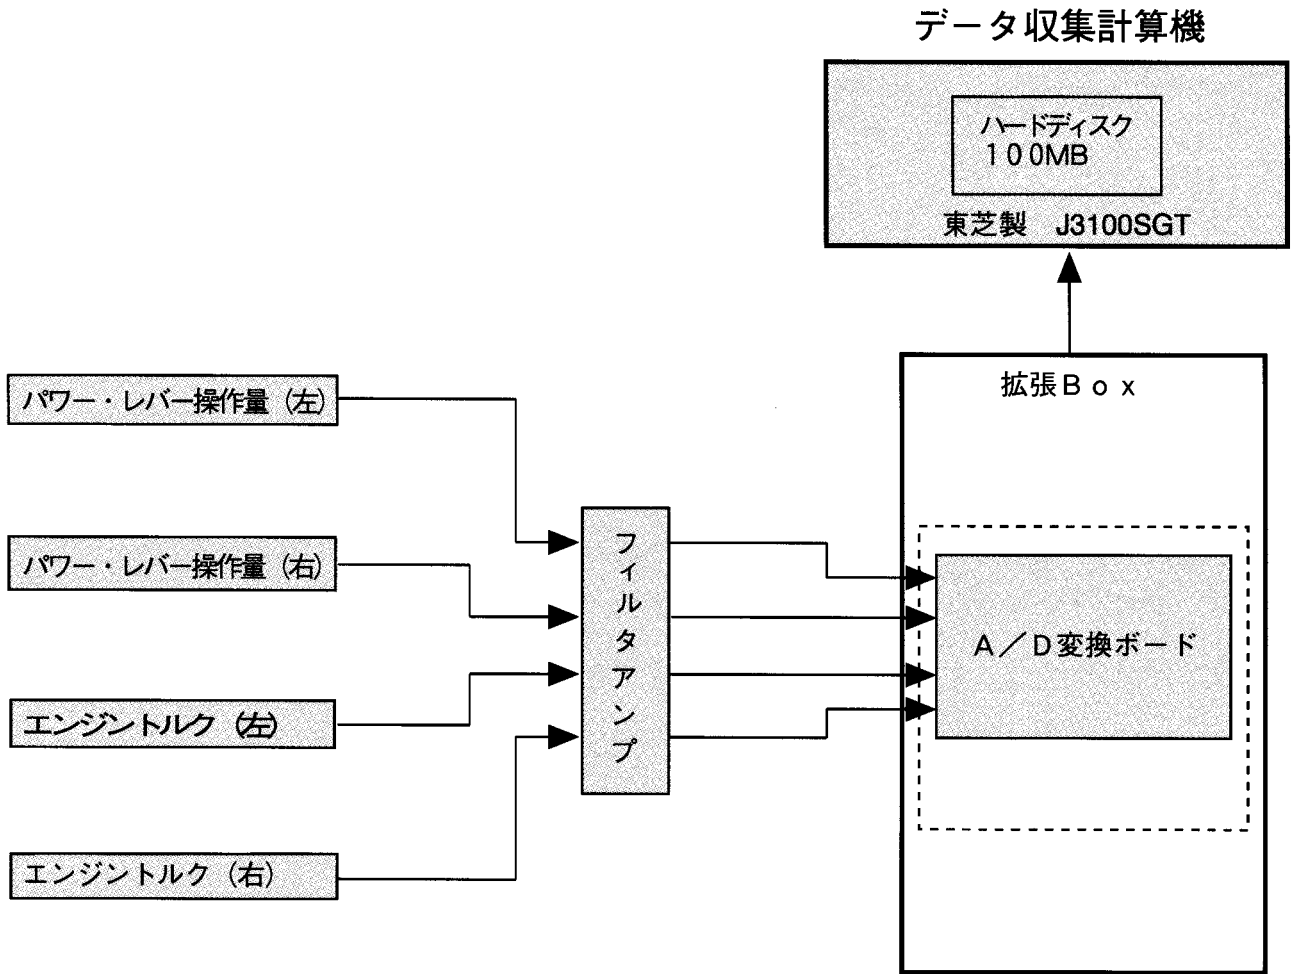 データ収集計算機
ハードディスク
１００MB
東芝製　J3100SGT
拡張Ｂｏｘ
パワー・レバー操作量（左）
パワー・レバー操作量（右）
エンジントルク（左）
エンジントルク（右）
フィルタアンプ
Ａ／Ｄ変換ボード